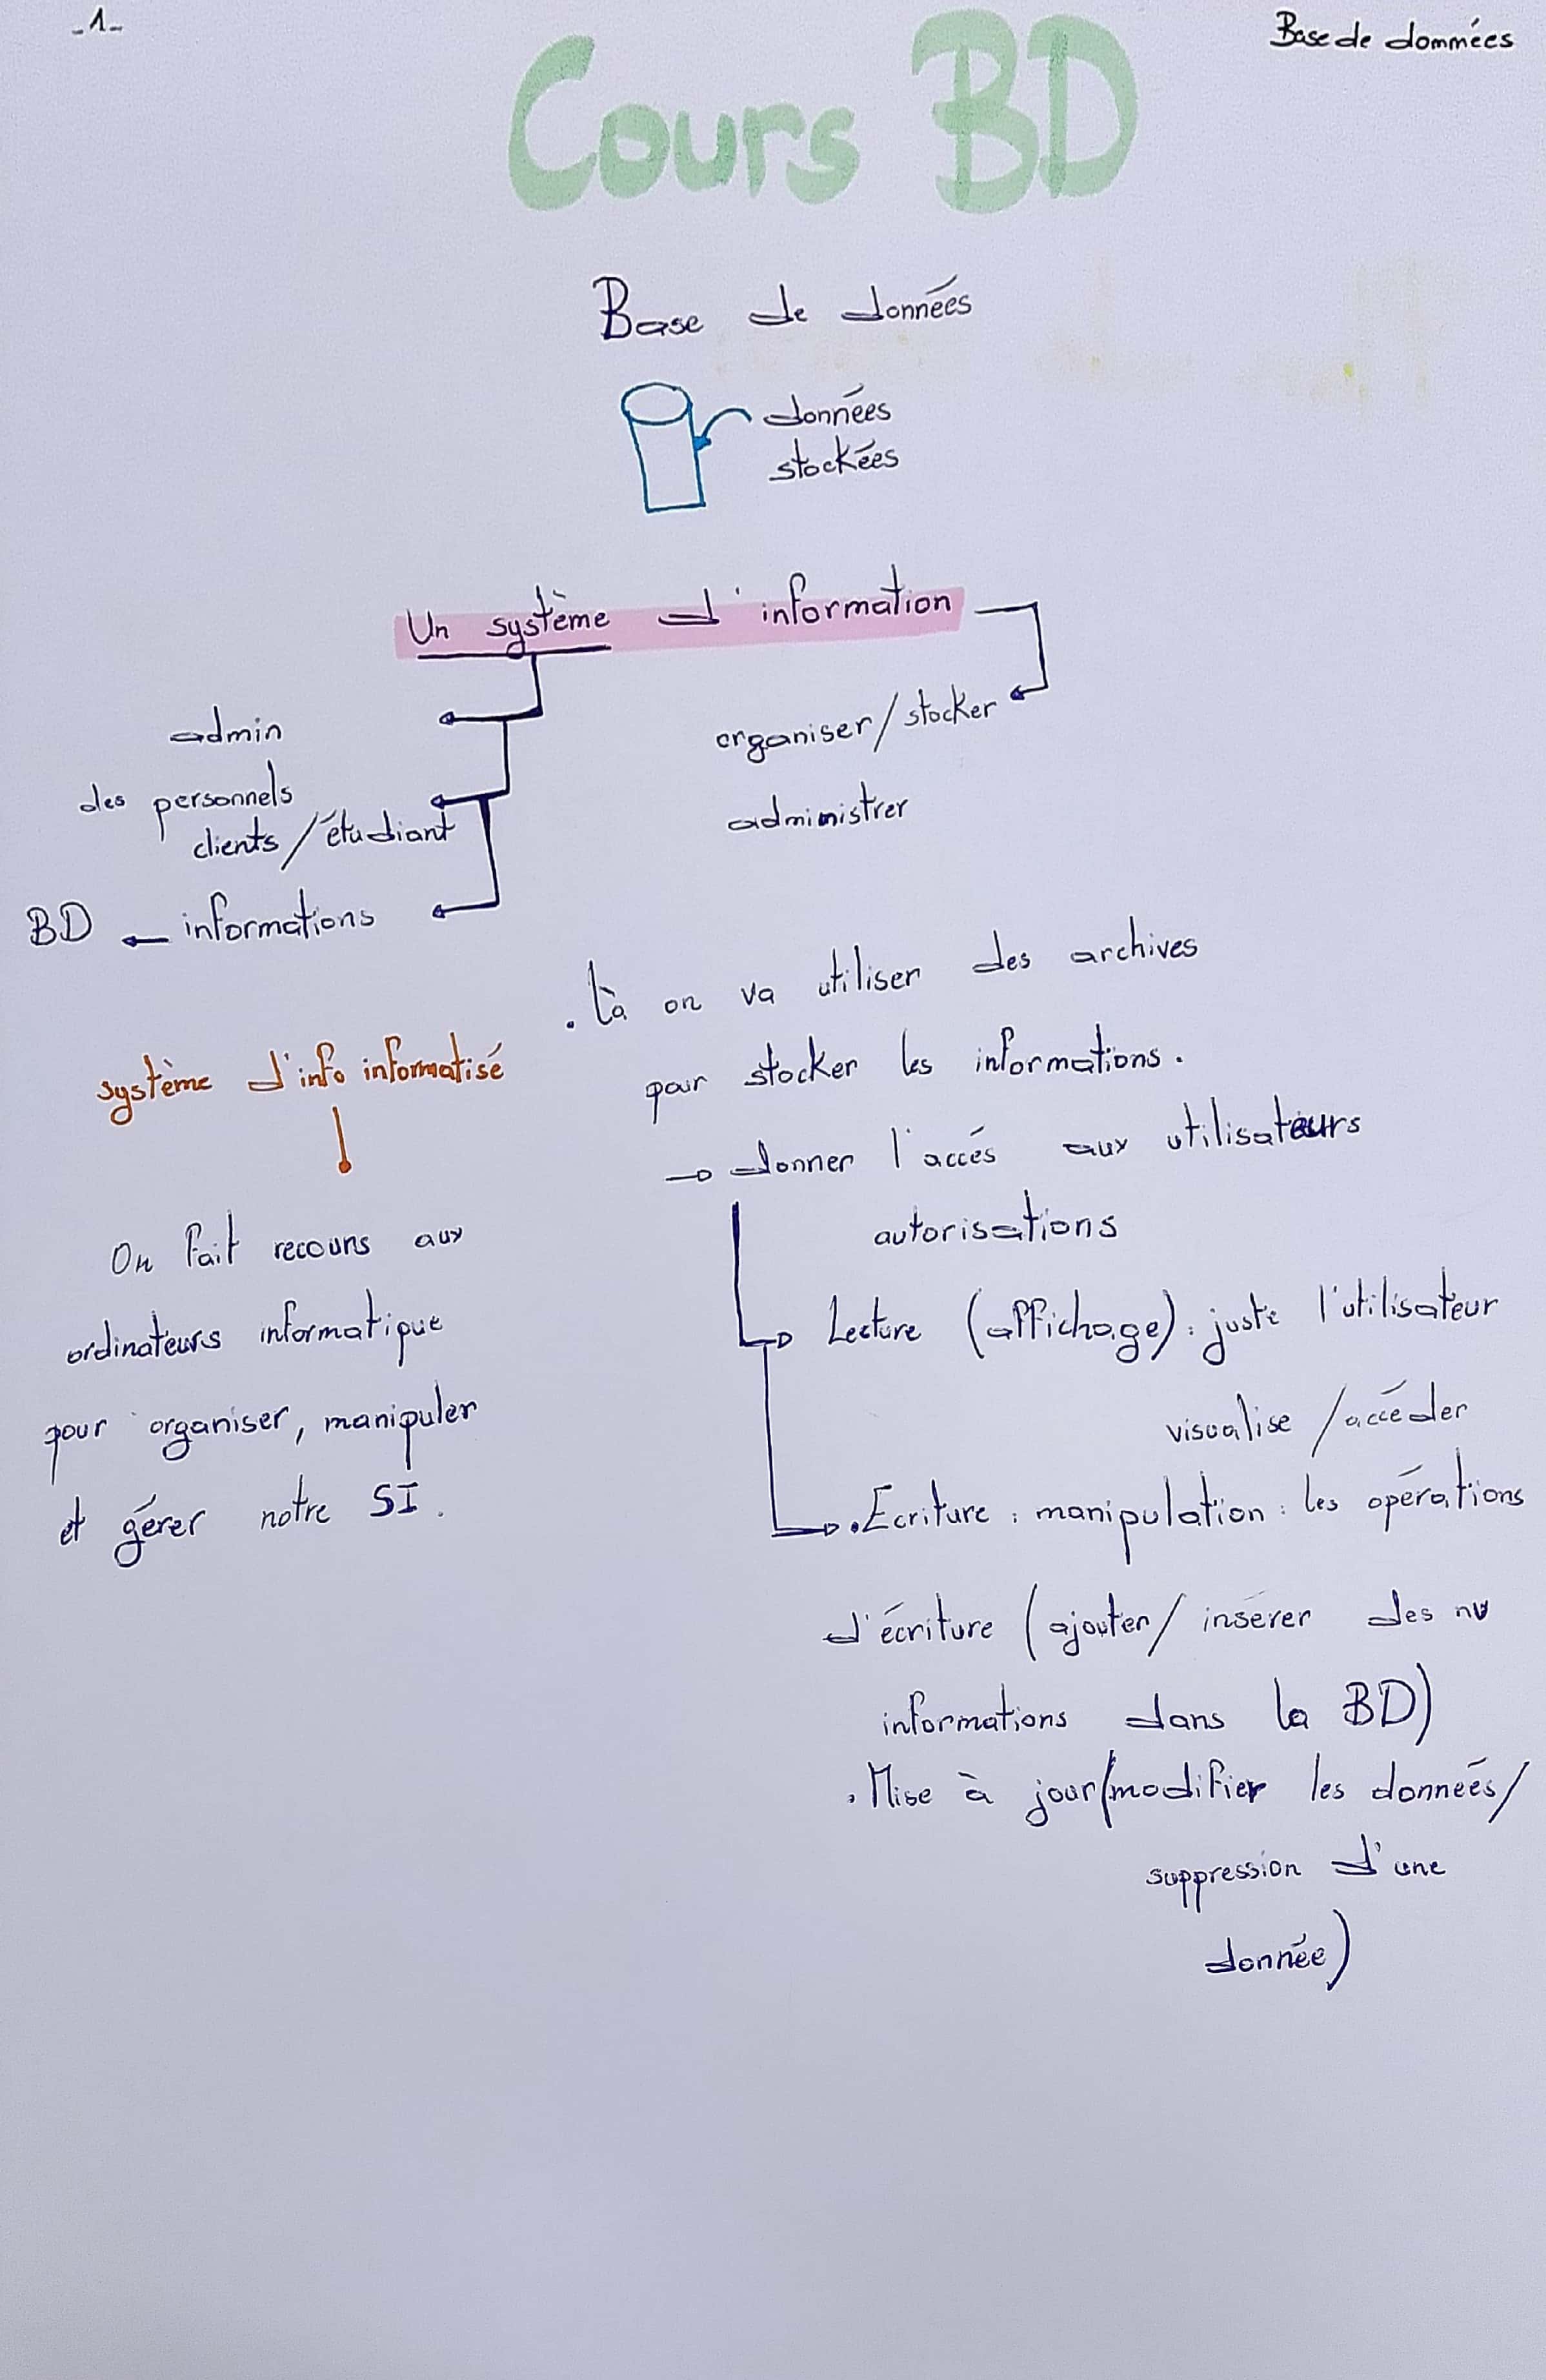 -1-
Base de données
Cours BD
Base de données
données
stockées
Un système d'information
admin
des personnels
clients/étudiant
BD ← informations
organiser/stocker
administrer
système d'info informatisé
On fait recours aux
ordinateurs informatique
pour organiser, manipuler
et gérer notre SI.
. Là on va utiliser des archives
pour stocker les informations.
→ donner l'accés aux utilisateurs
autorisations
Lecture (affichage): juste l'utilisateur
visualise /accéder
.Ecriture : manipulation : les opérations
d'écriture (ajouter/ insérer des nv
informations dans la BD)
. Mise à jour/modifier les données/
suppression d'une
donnée)